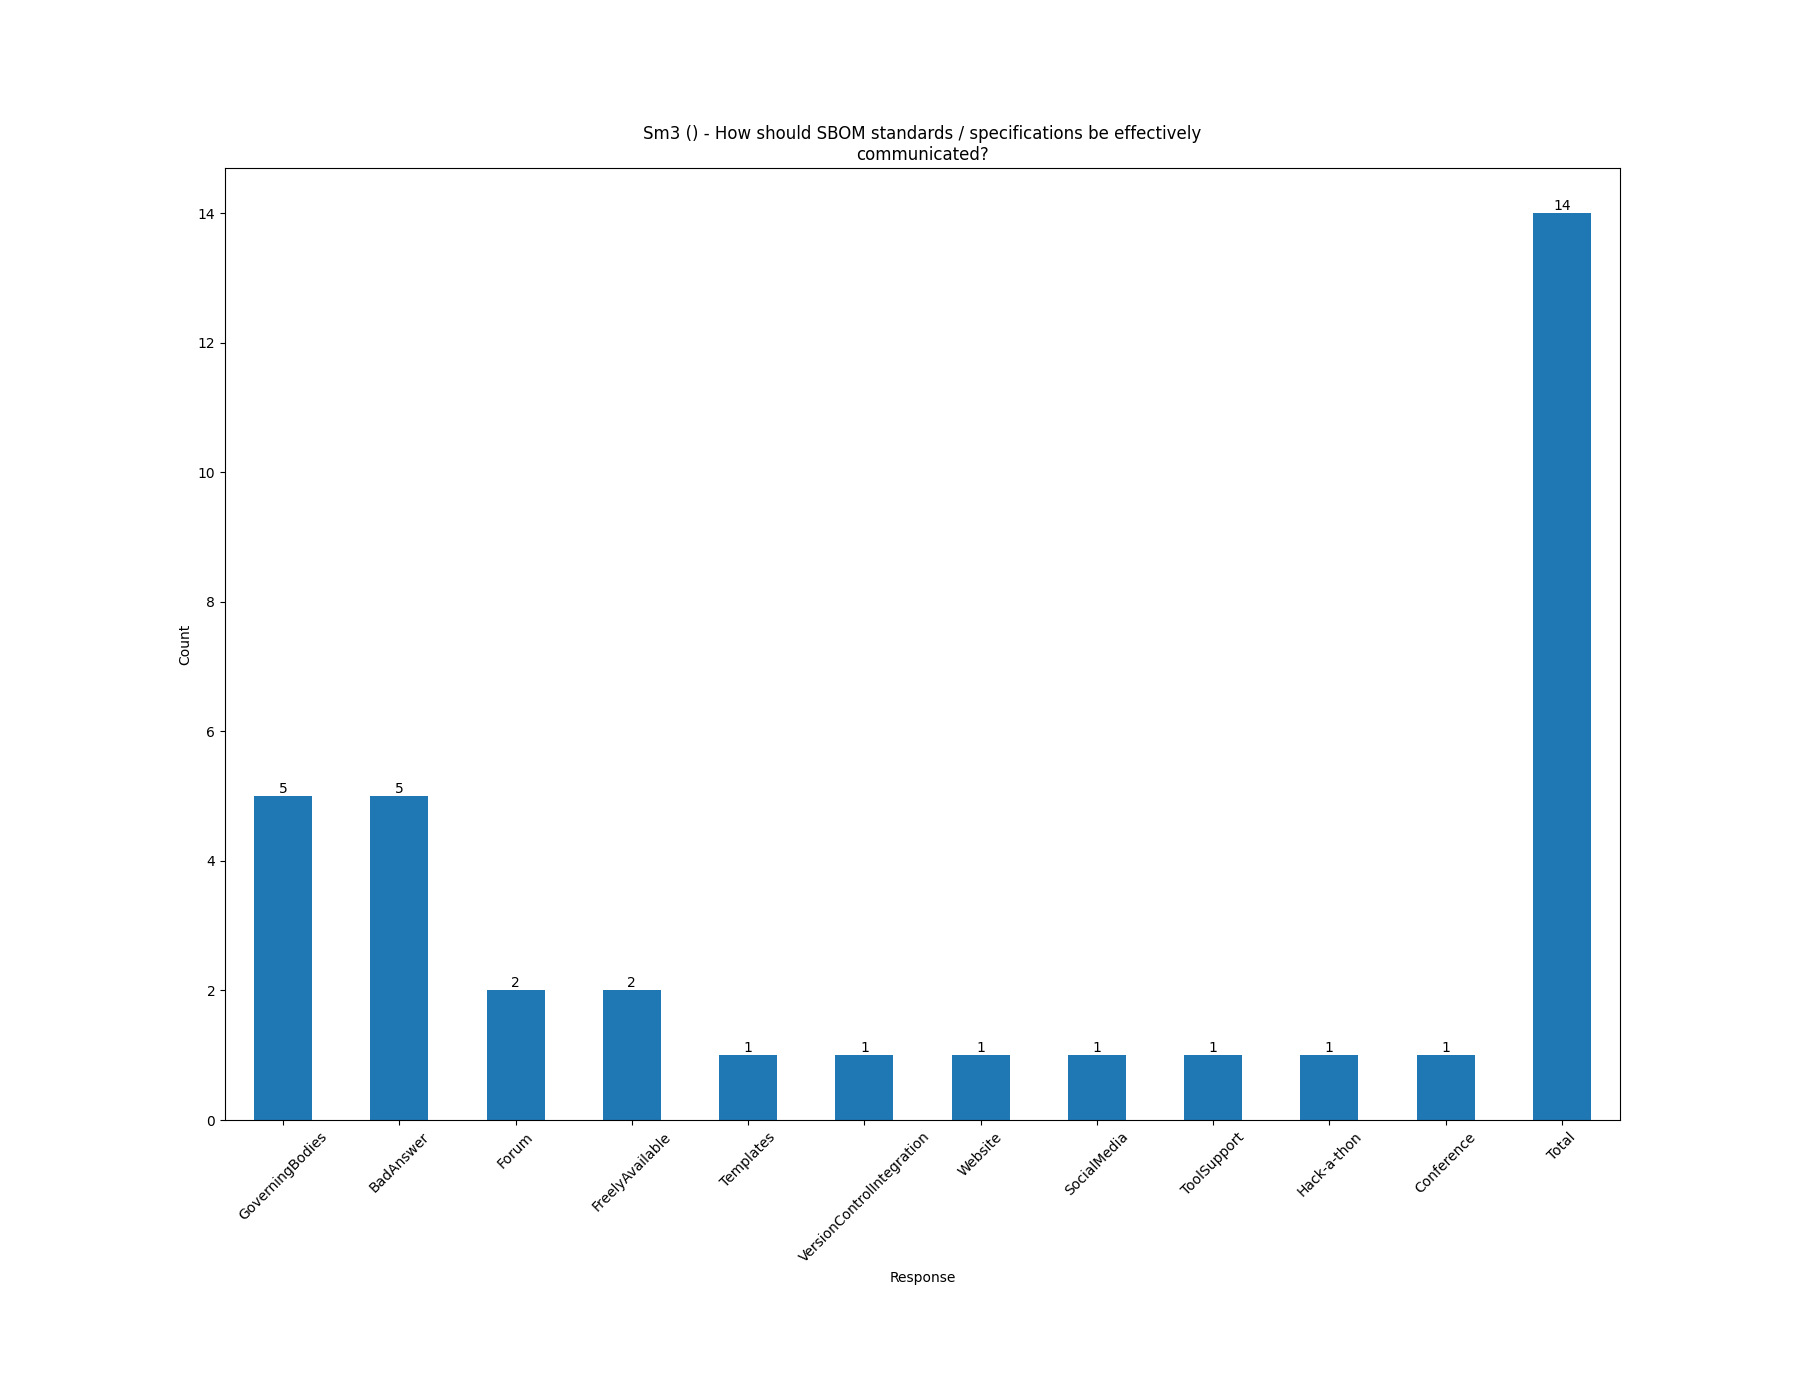 Sm3 () - How should SBOM standards / specifications be effectively
communicated?
14
12
10
8
6
4
2
0
Count
5
5
2
2
1
1
1
1
1
1
1
14
GoverningBodies
BadAnswer
Forum
FreelyAvailable
Templates
VersionControlIntegration
Website
SocialMedia
ToolSupport
Hack-a-thon
Conference
Total
Response